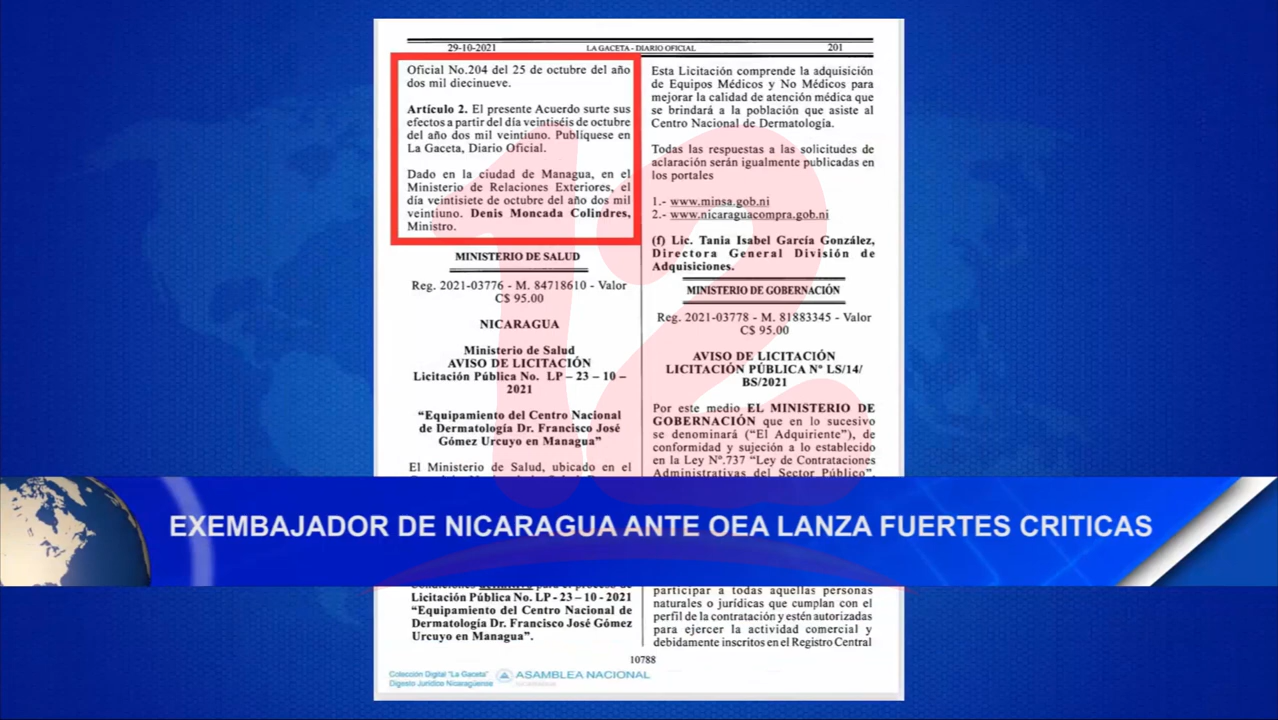 29-10-2021 LA GACETA - DIARIO OFICIAL 201
Oficial No.204 del 25 de octubre del año
dos mil diecinueve.
Artículo 2. El presente Acuerdo surte sus
efectos a partir del día veintiséis de octubre
del año dos mil veintiuno. Publíquese en
La Gaceta, Diario Oficial.
Dado en la ciudad de Managua, en el
Ministerio de Relaciones Exteriores, el
día veintisiete de octubre del año dos mil
veintiuno. Denis Moncada Colindres,
Ministro.
MINISTERIO DE SALUD
Reg. 2021-03776 - M. 84718610 - Valor
C$ 95.00
NICARAGUA
Ministerio de Salud
AVISO DE LICITACIÓN
Licitación Pública No. LP – 23 – 10 –
2021
“Equipamiento del Centro Nacional
de Dermatología Dr. Francisco José
Gómez Urcuyo en Managua”
El Ministerio de Salud, ubicado en el
Esta Licitación comprende la adquisición
de Equipos Médicos y No Médicos para
mejorar la calidad de atención médica que
se brindará a la población que asiste al
Centro Nacional de Dermatología.
Todas las respuestas a las solicitudes de
aclaración serán igualmente publicadas en
los portales
1.- www.minsa.gob.ni
2.- www.nicaraguacompra.gob.ni
(f) Lic. Tania Isabel García González,
Directora General División de
Adquisiciones.
MINISTERIO DE GOBERNACIÓN
Reg. 2021-03778 - M. 81883345 - Valor
C$ 95.00
AVISO DE LICITACIÓN
LICITACIÓN PÚBLICA Nº LS/14/
BS/2021
Por este medio EL MINISTERIO DE
GOBERNACIÓN que en lo sucesivo
se denominará (“El Adquiriente”), de
conformidad y sujeción a lo establecido
en la Ley Nº.737 “Ley de Contrataciones
Administrativas del Sector Público”,
12
EXEMBAJADOR DE NICARAGUA ANTE OEA LANZA FUERTES CRITICAS
Licitación Pública No. LP - 23 - 10 - 2021
“Equipamiento del Centro Nacional de
Dermatología Dr. Francisco José Gómez
Urcuyo en Managua”.
participar a todas aquellas personas
naturales o jurídicas que cumplan con el
perfil de la contratación y estén autorizadas
para ejercer la actividad comercial y
debidamente inscritos en el Registro Central
10788
Colección Digital "La Gaceta"
Digesto Jurídico Nicaragüense
ASAMBLEA NACIONAL